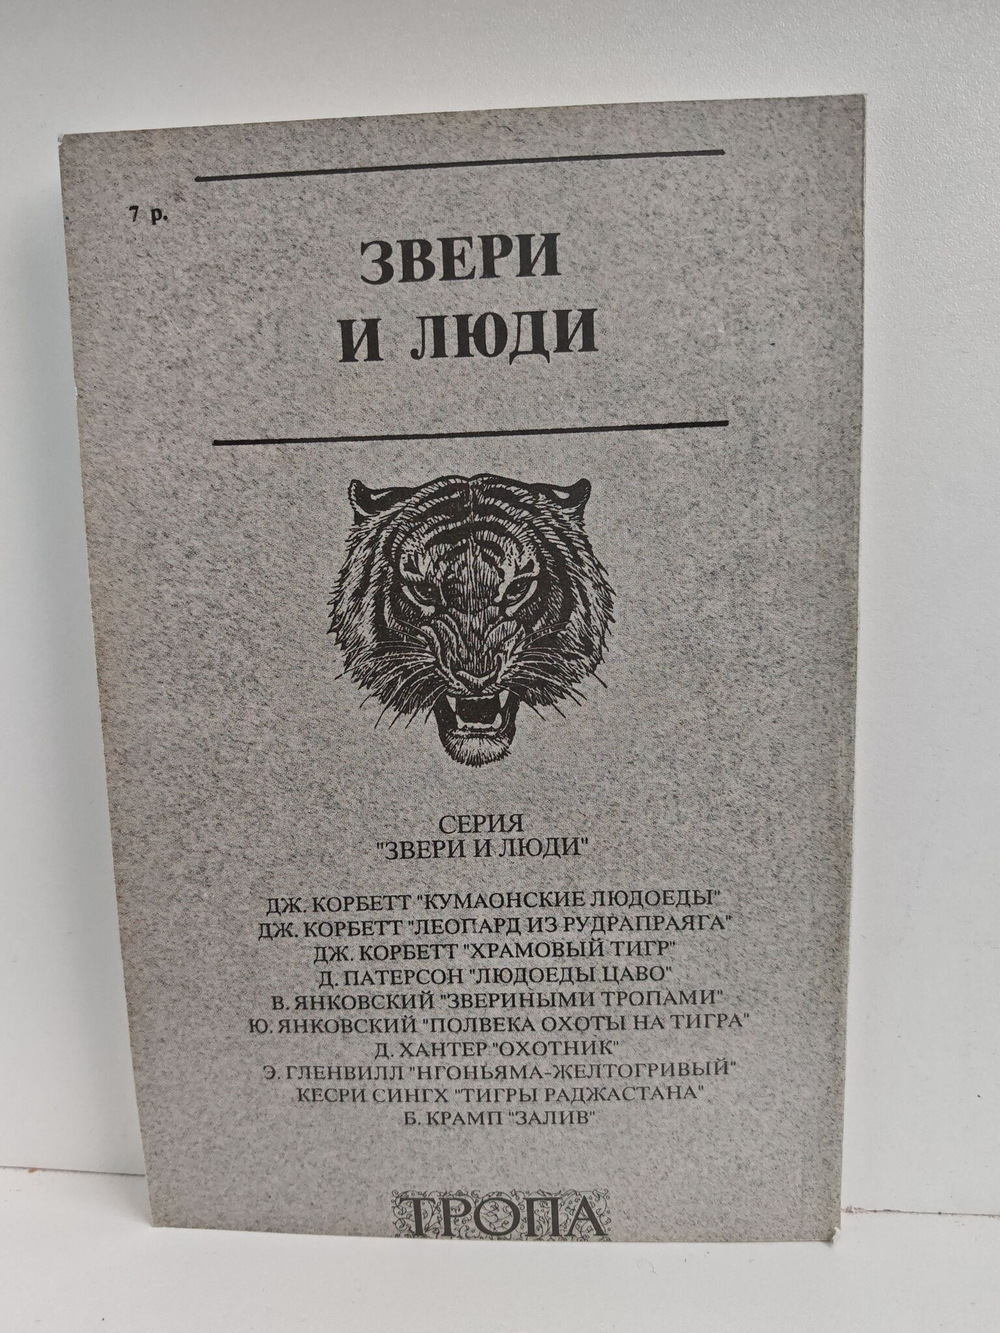 7 р.
ЗВЕРИ
И ЛЮДИ
СЕРИЯ
"ЗВЕРИ И ЛЮДИ"
ДЖ. КОРБЕТТ "КУМАОНСКИЕ ЛЮДОЕДЫ"
ДЖ. КОРБЕТТ "ЛЕОПАРД ИЗ РУДРАПРАЯГА"
ДЖ. КОРБЕТТ "ХРАМОВЫЙ ТИГР"
Д. ПАТЕРСОН "ЛЮДОЕДЫ ЦАВО"
В. ЯНКОВСКИЙ "ЗВЕРИНЫМИ ТРОПАМИ"
Ю. ЯНКОВСКИЙ "ПОЛВЕКА ОХОТЫ НА ТИГРА"
Д. ХАНТЕР "ОХОТНИК"
Э. ГЛЕНВИЛЛ "НГОНЬЯМА-ЖЕЛТОГРИВЫЙ"
КЕСРИ СИНГХ "ТИГРЫ РАДЖАСТАНА"
Б. КРАМП "ЗАЛИВ"
ТРОПА